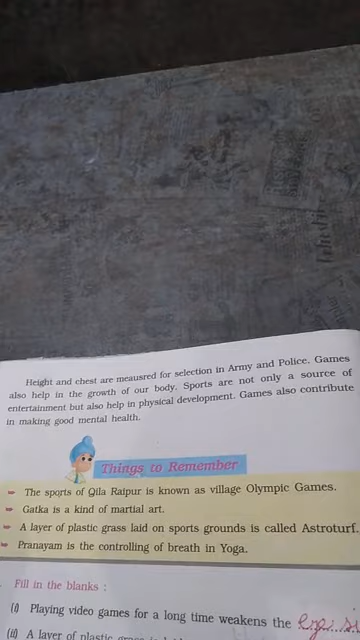 Height and chest are meausred for selection in Army and Police. Games
also help in the growth of our body. Sports are not only a source of
entertainment but also help in physical development. Games also contribute
in making good mental health.
Things to Remember
The sports of Qila Raipur is known as village Olympic Games.
Gatka is a kind of martial art.
A layer of plastic grass laid on sports grounds is called Astroturf.
Pranayam is the controlling of breath in Yoga.
Fill in the blanks :
(i) Playing video games for a long time weakens the
(ii) A layer of plastic grass